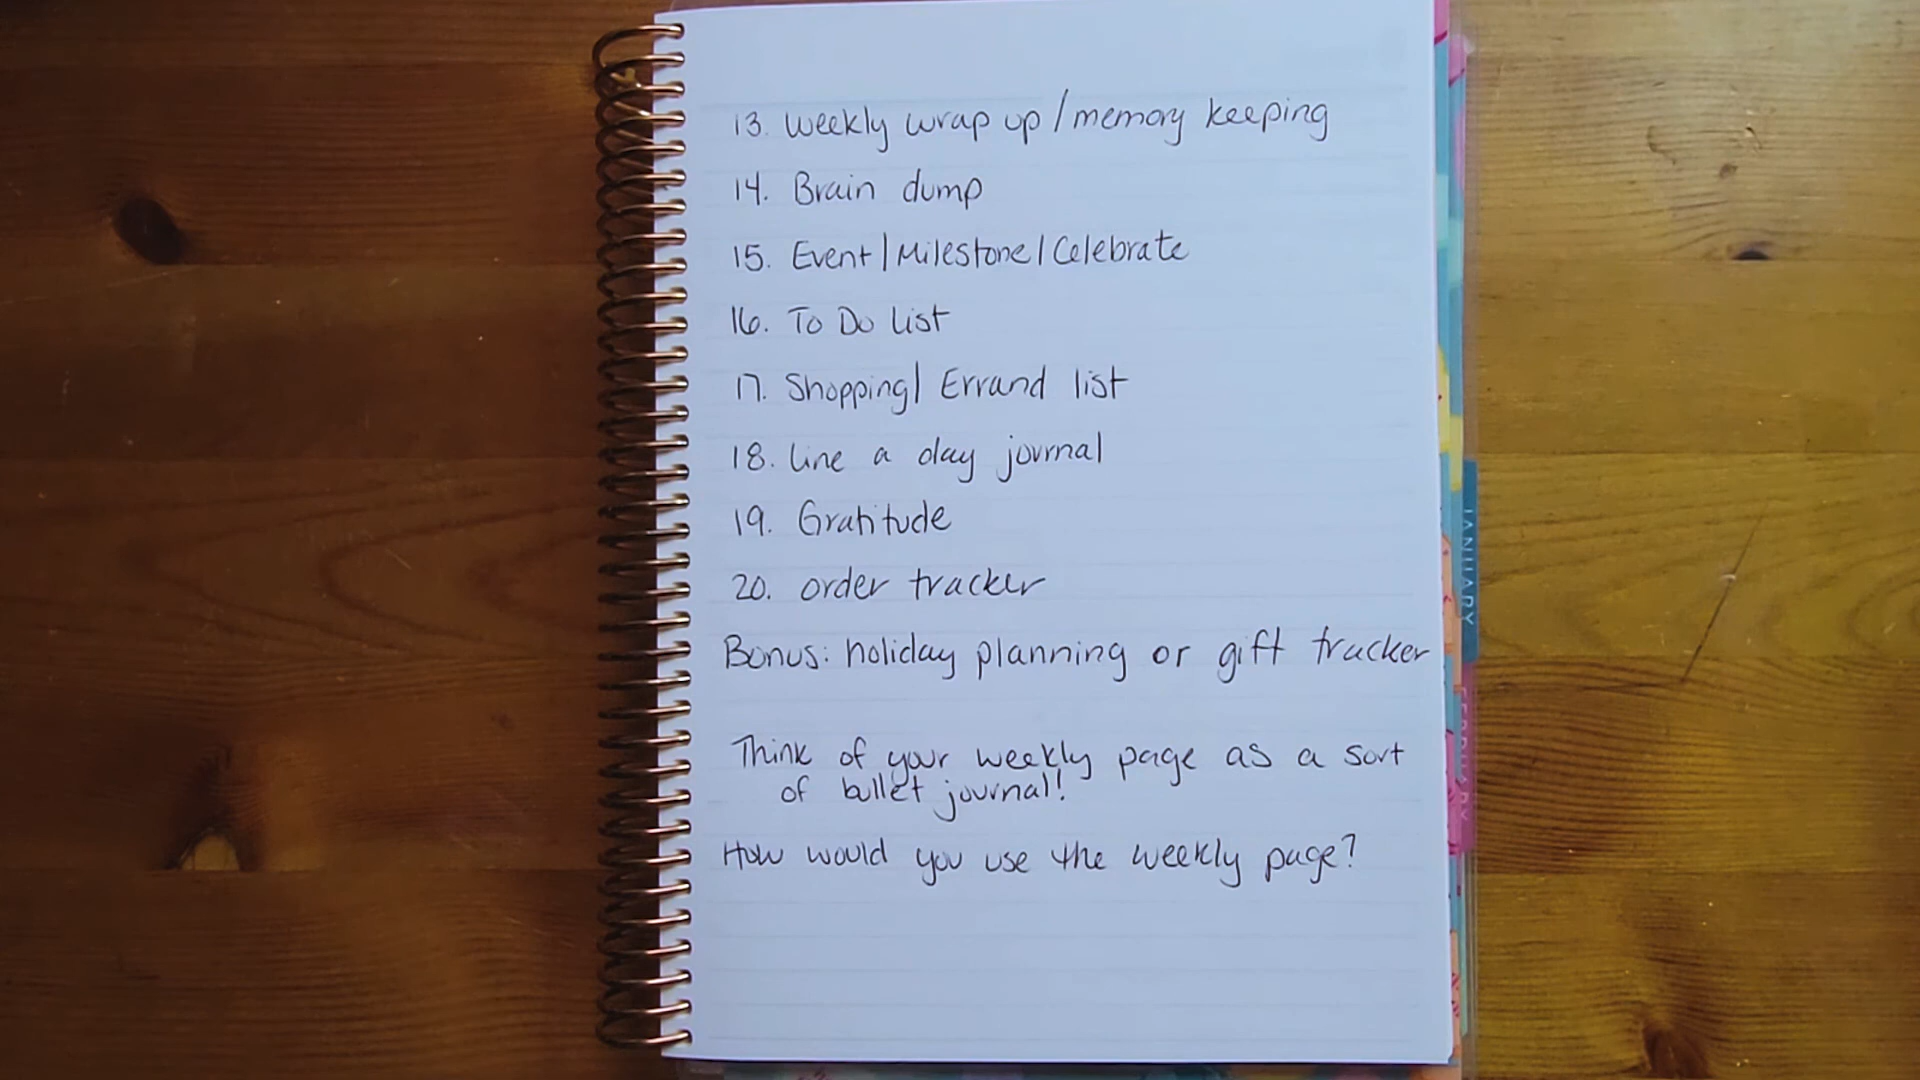 13. Weekly wrap up/memory keeping
14. Brain dump
15. Event|Milestone|Celebrate
16. To Do list
17. Shopping| Errand list
18. Line a day journal
19. Gratitude
20. order tracker
Bonus: holiday planning or gift tracker
Think of your weekly page as a sort
of bullet journal!
How would you use the weekly page?
JANUARY
FEBRUARY